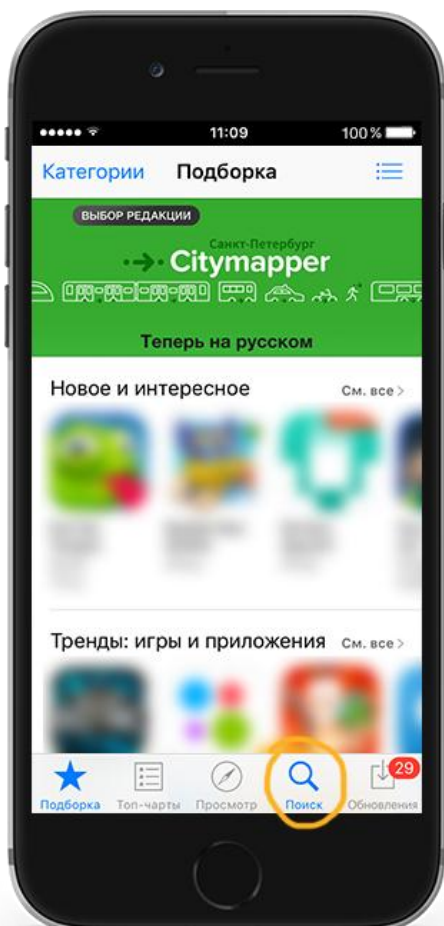 11:09
100 %
Категории
Подборка
ВЫБОР РЕДАКЦИИ
Санкт-Петербург
Citymapper
Теперь на русском
Новое и интересное
См. все >
Тренды: игры и приложения
См. все >
29
Подборка
Топ-чарты
Просмотр
Поиск
Обновления